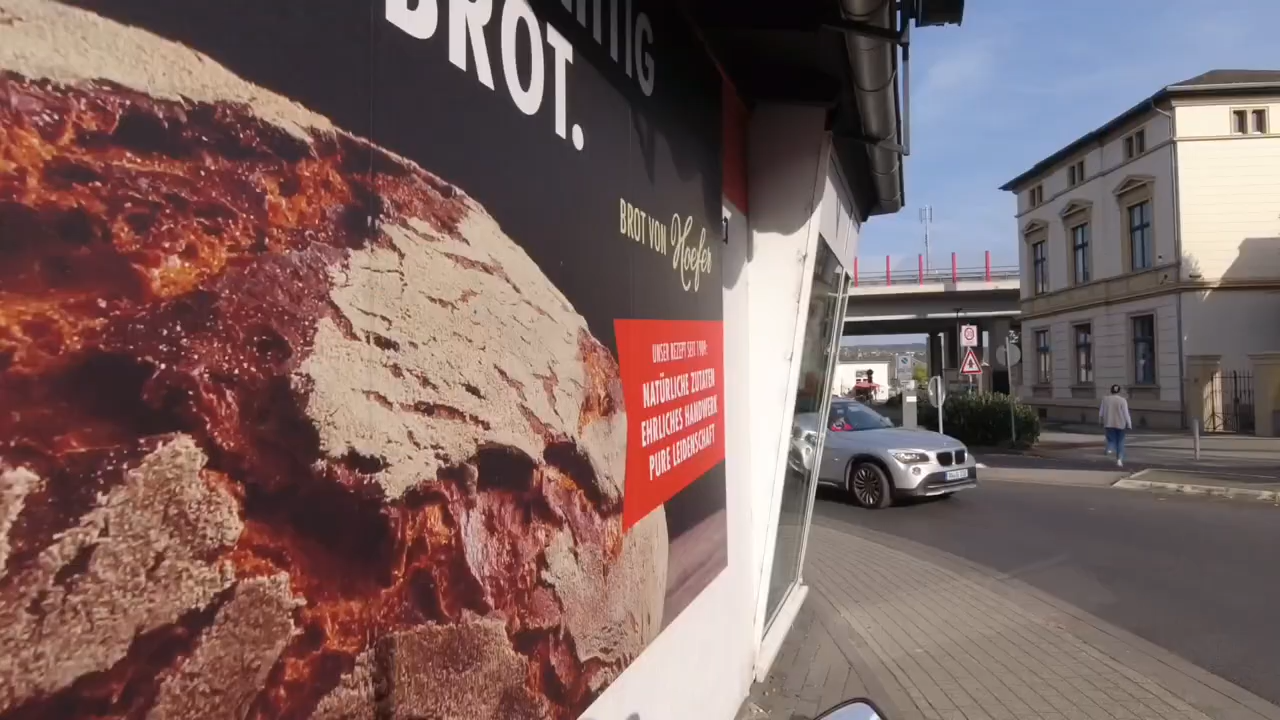 BROT.
BROT VON Hoefer
UNSER REZEPT SEIT 1909:
NATÜRLICHE ZUTATEN
EHRLICHES HANDWERK
PURE LEIDENSCHAFT